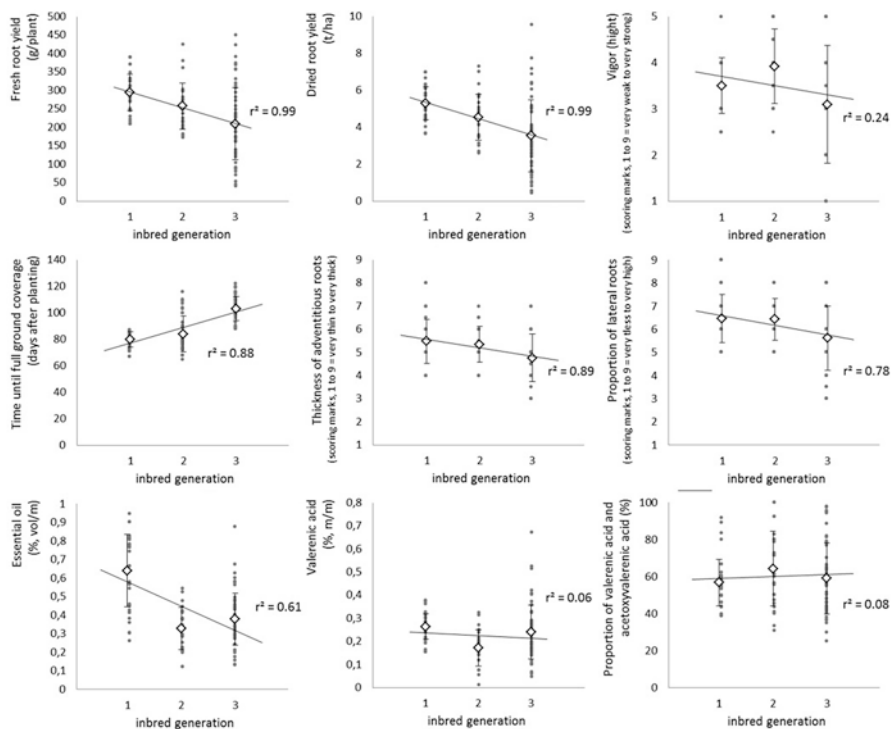 Fresh root yield
(g/plant)
500
450
400
350
300
250
200
150
100
50
0
r² = 0.99
1 2 3
inbred generation
Dried root yield
(t/ha)
10
8
6
4
2
0
r² = 0.99
1 2 3
inbred generation
Vigor (hight)
(scoring marks, 1 to 9 = very weak to very strong)
5
4
3
2
1
r² = 0.24
1 2 3
inbred generation
Time until full ground coverage
(days after planting)
140
120
100
80
60
40
20
0
r² = 0.88
1 2 3
inbred generation
Thickness of adventitious roots
(scoring marks, 1 to 9 = very thin to very thick)
9
8
7
6
5
4
3
2
1
r² = 0.89
1 2 3
inbred generation
Proportion of lateral roots
(scoring marks, 1 to 9 = very tless to very high)
9
8
7
6
5
4
3
2
1
r² = 0.78
1 2 3
inbred generation
Essential oil
(%, vol/m)
1
0,9
0,8
0,7
0,6
0,5
0,4
0,3
0,2
0,1
0
r² = 0.61
1 2 3
inbred generation
Valerenic acid
(%, m/m)
0,8
0,7
0,6
0,5
0,4
0,3
0,2
0,1
0
r² = 0.06
1 2 3
inbred generation
Proportion of valerenic acid and
acetoxyvalerenic acid (%)
100
80
60
40
20
0
r² = 0.08
1 2 3
inbred generation